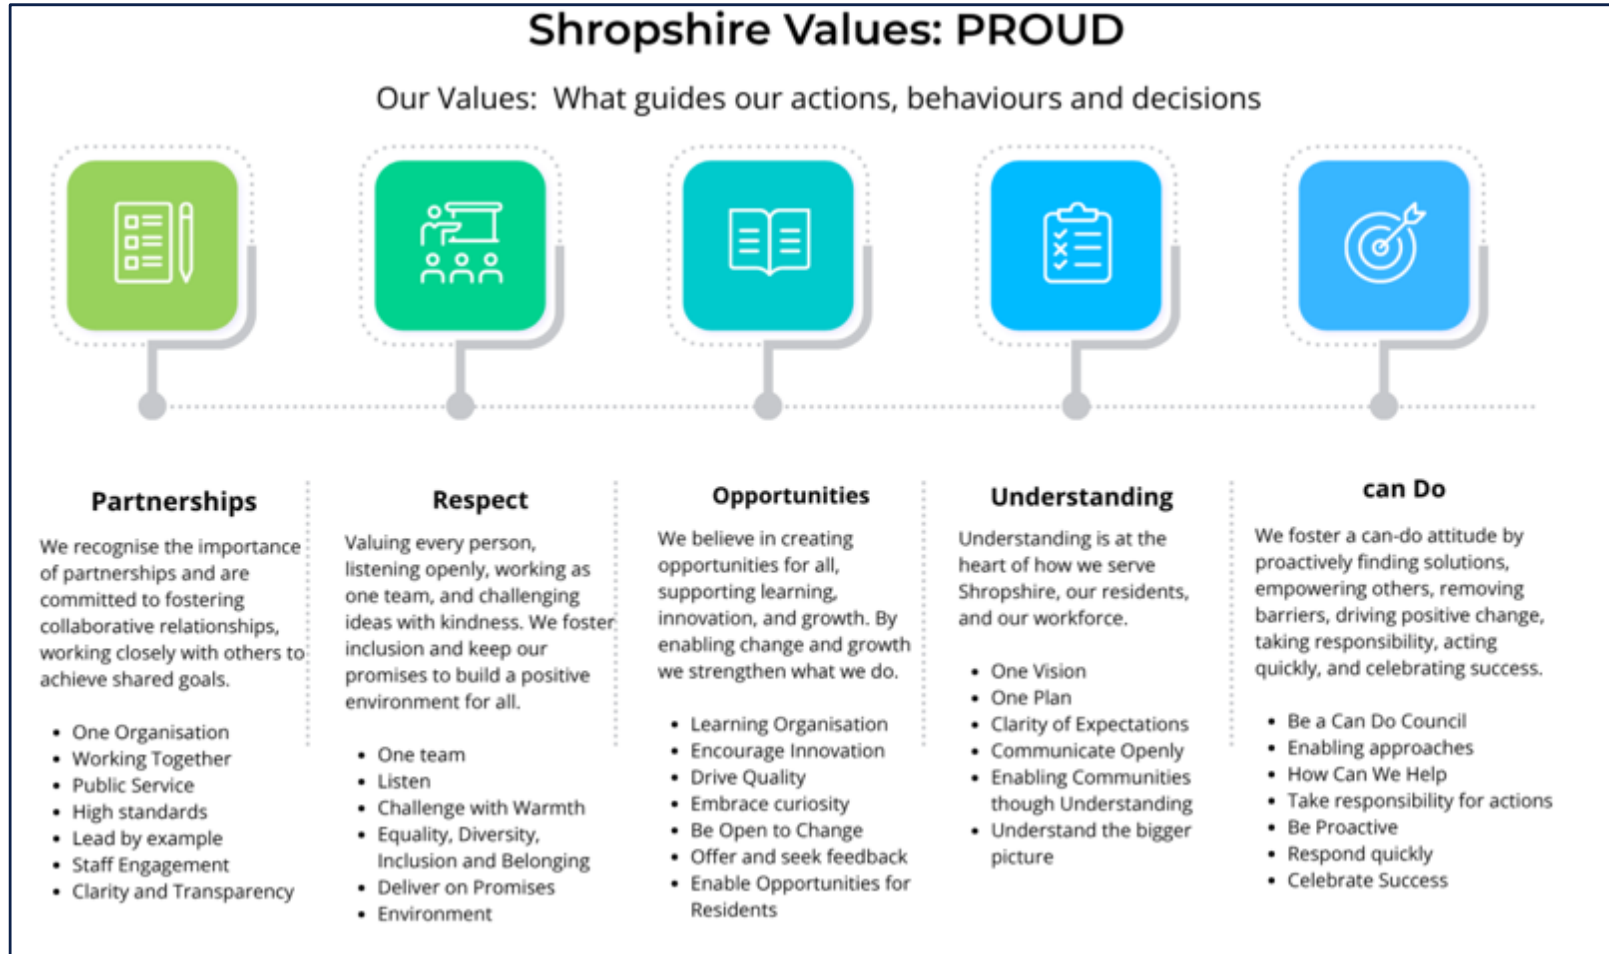 Shropshire Values: PROUD
Our Values: What guides our actions, behaviours and decisions
Partnerships
We recognise the importance
of partnerships and are
committed to fostering
collaborative relationships,
working closely with others to
achieve shared goals.
• One Organisation
• Working Together
• Public Service
• High standards
• Lead by example
• Staff Engagement
• Clarity and Transparency
Respect
Valuing every person,
listening openly, working as
one team, and challenging
ideas with kindness. We foster
inclusion and keep our
promises to build a positive
environment for all.
• One team
• Listen
• Challenge with Warmth
• Equality, Diversity,
Inclusion and Belonging
• Deliver on Promises
• Environment
Opportunities
We believe in creating
opportunities for all,
supporting learning,
innovation, and growth. By
enabling change and growth
we strengthen what we do.
• Learning Organisation
• Encourage Innovation
• Drive Quality
• Embrace curiosity
• Be Open to Change
• Offer and seek feedback
• Enable Opportunities for
Residents
Understanding
Understanding is at the
heart of how we serve
Shropshire, our residents,
and our workforce.
• One Vision
• One Plan
• Clarity of Expectations
• Communicate Openly
• Enabling Communities
though Understanding
• Understand the bigger
picture
can Do
We foster a can-do attitude by
proactively finding solutions,
empowering others, removing
barriers, driving positive change,
taking responsibility, acting
quickly, and celebrating success.
• Be a Can Do Council
• Enabling approaches
• How Can We Help
• Take responsibility for actions
• Be Proactive
• Respond quickly
• Celebrate Success